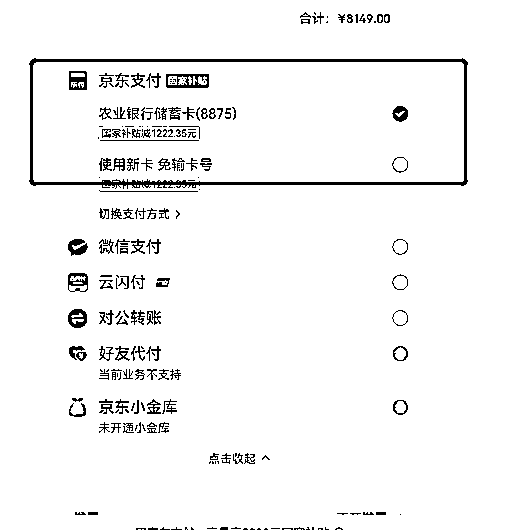 合计：¥8149.00
京东支付 国家补贴
农业银行储蓄卡(8875)
国家补贴减1222.35元
使用新卡 免输卡号
国家补贴减1222.35元
切换支付方式 >
微信支付
云闪付
对公转账
好友代付
当前业务不支持
京东小金库
未开通小金库
点击收起 ^